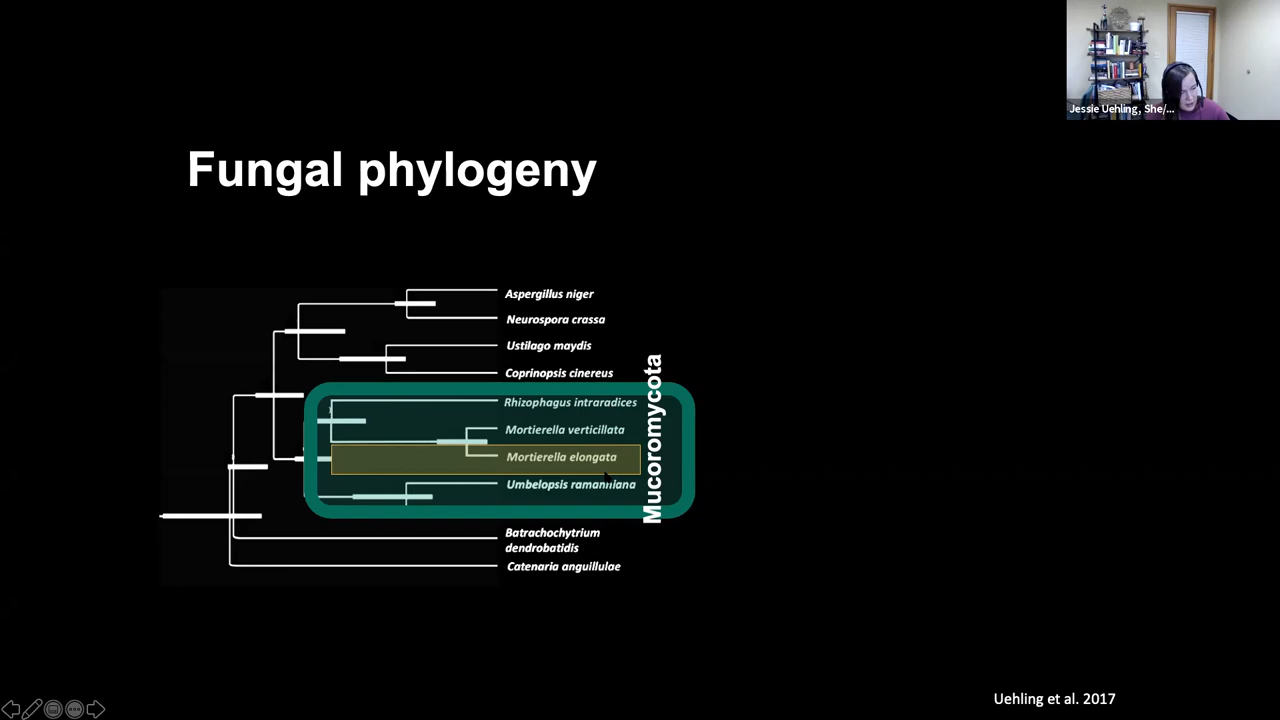 Jessie Uehling, She/...
Fungal phylogeny
Aspergillus niger
Neurospora crassa
Ustilago maydis
Coprinopsis cinereus
Rhizophagus intraradices
Mortierella verticillata
Mortierella elongata
Umbelopsis ramanniana
Mucoromycota
Batrachochytrium
dendrobatidis
Catenaria anguillulae
Uehling et al. 2017